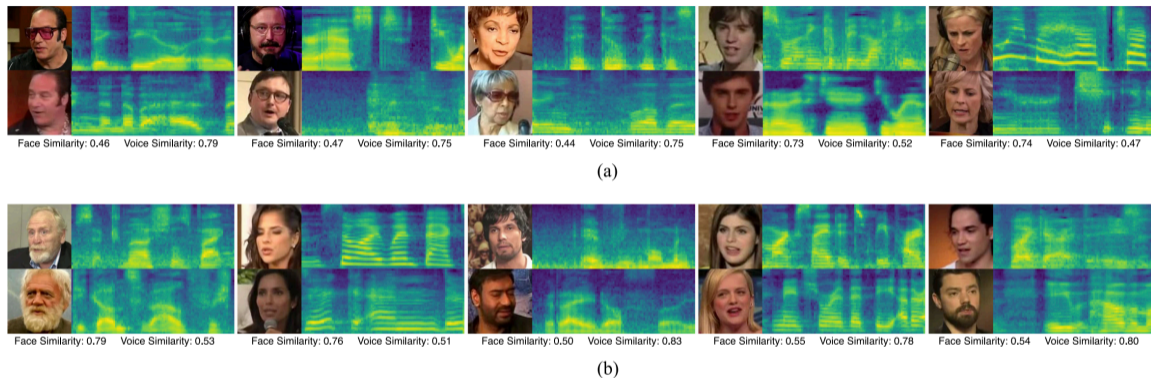 Face Similarity: 0.46 Voice Similarity: 0.79 Face Similarity: 0.47 Voice Similarity: 0.75 Face Similarity: 0.44 Voice Similarity: 0.75 Face Similarity: 0.73 Voice Similarity: 0.52 Face Similarity: 0.74 Voice Similarity: 0.47
(a)
Face Similarity: 0.79 Voice Similarity: 0.53 Face Similarity: 0.76 Voice Similarity: 0.51 Face Similarity: 0.50 Voice Similarity: 0.83 Face Similarity: 0.55 Voice Similarity: 0.78 Face Similarity: 0.54 Voice Similarity: 0.80
(b)